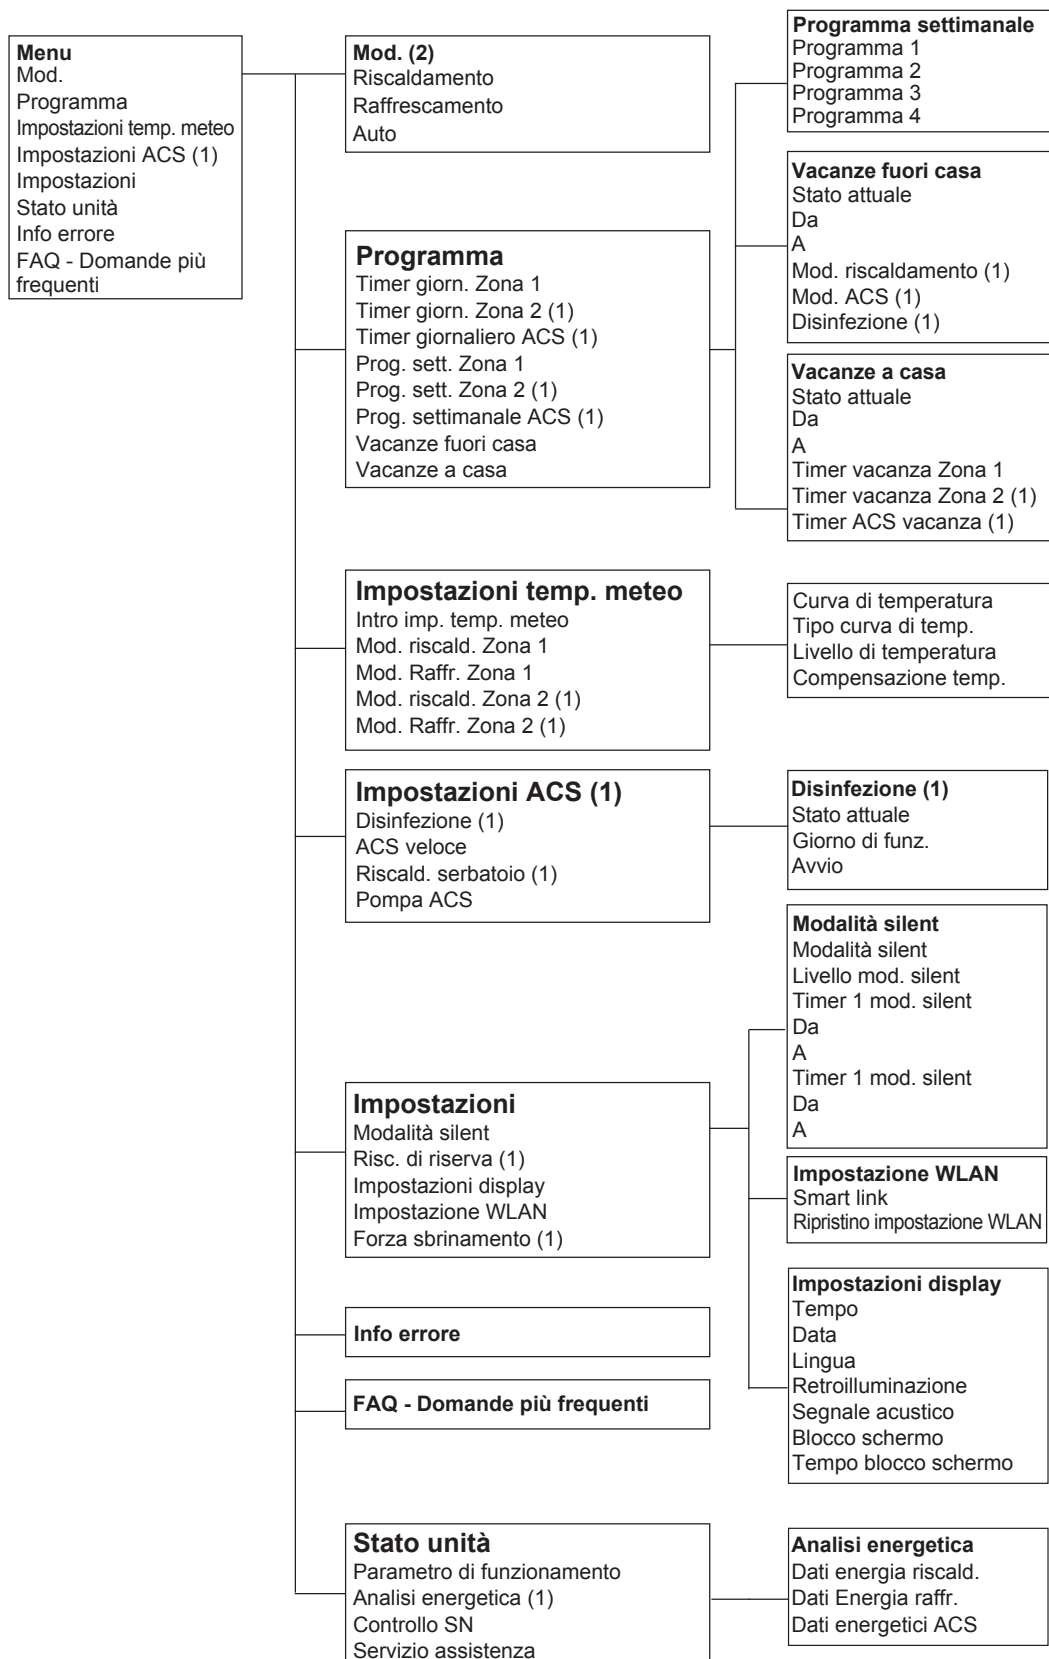 Menu
Mod.
Programma
Impostazioni temp. meteo
Impostazioni ACS (1)
Impostazioni
Stato unità
Info errore
FAQ - Domande più
frequenti
Mod. (2)
Riscaldamento
Raffrescamento
Auto
Programma
Timer giorn. Zona 1
Timer giorn. Zona 2 (1)
Timer giornaliero ACS (1)
Prog. sett. Zona 1
Prog. sett. Zona 2 (1)
Prog. settimanale ACS (1)
Vacanze fuori casa
Vacanze a casa
Programma settimanale
Programma 1
Programma 2
Programma 3
Programma 4
Vacanze fuori casa
Stato attuale
Da
A
Mod. riscaldamento (1)
Mod. ACS (1)
Disinfezione (1)
Vacanze a casa
Stato attuale
Da
A
Timer vacanza Zona 1
Timer vacanza Zona 2 (1)
Timer ACS vacanza (1)
Impostazioni temp. meteo
Intro imp. temp. meteo
Mod. riscald. Zona 1
Mod. Raffr. Zona 1
Mod. riscald. Zona 2 (1)
Mod. Raffr. Zona 2 (1)
Curva di temperatura
Tipo curva di temp.
Livello di temperatura
Compensazione temp.
Impostazioni ACS (1)
Disinfezione (1)
ACS veloce
Riscald. serbatoio (1)
Pompa ACS
Disinfezione (1)
Stato attuale
Giorno di funz.
Avvio
Impostazioni
Modalità silent
Risc. di riserva (1)
Impostazioni display
Impostazione WLAN
Forza sbrinamento (1)
Modalità silent
Modalità silent
Livello mod. silent
Timer 1 mod. silent
Da
A
Timer 1 mod. silent
Da
A
Impostazione WLAN
Smart link
Ripristino impostazione WLAN
Impostazioni display
Tempo
Data
Lingua
Retroilluminazione
Segnale acustico
Blocco schermo
Tempo blocco schermo
Info errore
FAQ - Domande più frequenti
Stato unità
Parametro di funzionamento
Analisi energetica (1)
Controllo SN
Servizio assistenza
Analisi energetica
Dati energia riscald.
Dati Energia raffr.
Dati energetici ACS